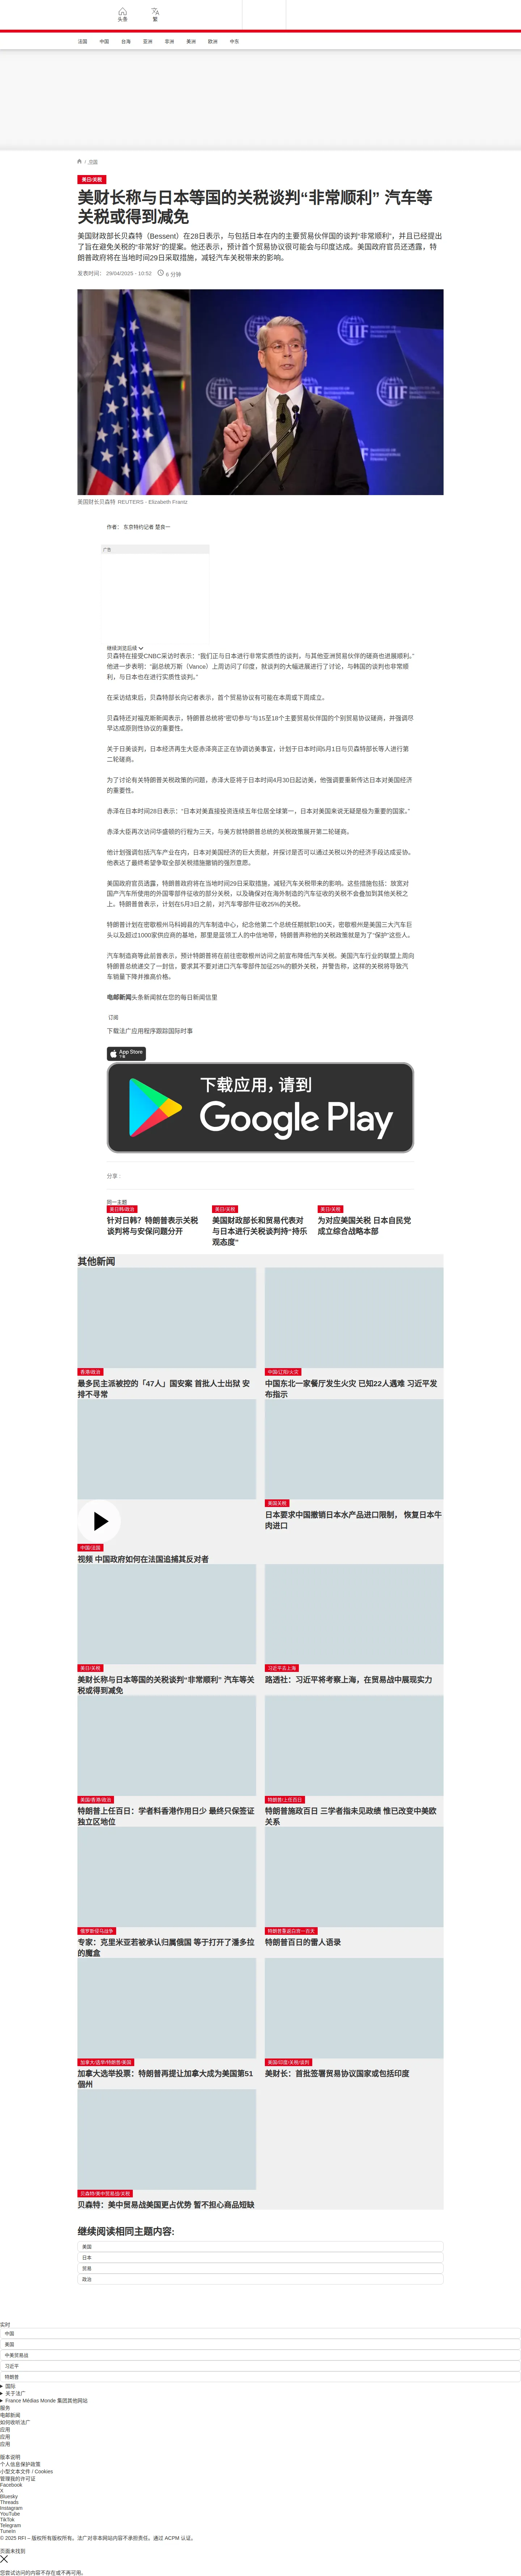 头条
繁
法国
中国
台海
亚洲
非洲
美洲
欧洲
中东
/ 美国
美日/关税
美财长称与日本等国的关税谈判“非常顺利” 汽车等
关税或得到减免
美国财政部长贝森特（Bessent）在28日表示，与包括日本在内的主要贸易伙伴国的谈判“非常顺利”，并且已经提出
了旨在避免关税的“非常好”的提案。他还表示，预计首个贸易协议很可能会与印度达成。美国政府官员还透露，特
朗普政府将在当地时间29日采取措施，减轻汽车关税带来的影响。
发表时间： 29/04/2025 - 10:52
6 分钟
IIF
INSTITUTE OF
INTERNATIONAL
FINANCE
美国财长贝森特 REUTERS - Elizabeth Frantz
作者： 东京特约记者 楚良一
广告
继续浏览后续
贝森特在接受CNBC采访时表示：“我们正与日本进行非常实质性的谈判，与其他亚洲贸易伙伴的磋商也进展顺利。”
他进一步表明：“副总统万斯（Vance）上周访问了印度，就谈判的大幅进展进行了讨论，与韩国的谈判也非常顺
利，与日本也在进行实质性谈判。”
在采访结束后，贝森特部长向记者表示，首个贸易协议有可能在本周或下周成立。
贝森特还对福克斯新闻表示，特朗普总统将“密切参与”与15至18个主要贸易伙伴国的个别贸易协议磋商，并强调尽
早达成原则性协议的重要性。
关于日美谈判，日本经济再生大臣赤泽亮正正在协调访美事宜，计划于日本时间5月1日与贝森特部长等人进行第
二轮磋商。
为了讨论有关特朗普关税政策的问题，赤泽大臣将于日本时间4月30日起访美，他强调要重新传达日本对美国经济
的重要性。
赤泽在日本时间28日表示：“日本对美直接投资连续五年位居全球第一，日本对美国来说无疑是极为重要的国家。”
赤泽大臣再次访问华盛顿的行程为三天，与美方就特朗普总统的关税政策展开第二轮磋商。
他计划强调包括汽车产业在内，日本对美国经济的巨大贡献，并探讨是否可以通过关税以外的经济手段达成妥协。
他表达了最终希望争取全部关税措施撤销的强烈意愿。
美国政府官员透露，特朗普政府将在当地时间29日采取措施，减轻汽车关税带来的影响。这些措施包括：放宽对
国产汽车所使用的外国零部件征收的部分关税，以及确保对在海外制造的汽车征收的关税不会叠加到其他关税之
上。特朗普曾表示，计划在5月3日之前，对汽车零部件征收25%的关税。
特朗普计划在密歇根州马科姆县的汽车制造中心，纪念他第二个总统任期就职100天，密歇根州是美国三大汽车巨
头以及超过1000家供应商的基地，那里是蓝领工人的中信地带，特朗普声称他的关税政策就是为了“保护”这些人。
汽车制造商等此前曾表示，预计特朗普将在前往密歇根州访问之前宣布降低汽车关税。美国汽车行业的联盟上周向
特朗普总统递交了一封信，要求其不要对进口汽车零部件加征25%的额外关税，并警告称，这样的关税将导致汽
车销量下降并推高价格。
电邮新闻头条新闻就在您的每日新闻信里
订阅
下载法广应用程序跟踪国际时事
App Store
下载
下载应用，请到
Google Play
分享 :
同一主题
美日韩/政治
针对日韩？特朗普表示关税
谈判将与安保问题分开
美日/关税
美国财政部长和贸易代表对
与日本进行关税谈判持“持乐
观态度”
美日/关税
为对应美国关税 日本自民党
成立综合战略本部
其他新闻
香港/政治
最多民主派被控的「47人」国安案 首批人士出狱 安
排不寻常
中国/辽阳/火灾
中国东北一家餐厅发生火灾 已知22人遇难 习近平发
布指示
中国/法国
视频 中国政府如何在法国追捕其反对者
美国关税
日本要求中国撤销日本水产品进口限制， 恢复日本牛
肉进口
美日/关税
美财长称与日本等国的关税谈判“非常顺利” 汽车等关
税或得到减免
习近平去上海
路透社：习近平将考察上海，在贸易战中展现实力
美国/香港/政治
特朗普上任百日：学者料香港作用日少 最终只保签证
独立区地位
特朗普/上任百日
特朗普施政百日 三学者指未见政绩 惟已改变中美欧
关系
俄罗斯侵乌战争
专家：克里米亚若被承认归属俄国 等于打开了潘多拉
的魔盒
特朗普重返白宫一百天
特朗普百日的雷人语录
加拿大/选举/特朗普/美国
加拿大选举投票：特朗普再提让加拿大成为美国第51
個州
美国/印度/关税/谈判
美财长：首批签署贸易协议国家或包括印度
贝森特/美中贸易战/关税
贝森特：美中贸易战美国更占优势 暂不担心商品短缺
继续阅读相同主题内容:
美国
日本
贸易
政治
实时
中国
美国
中美贸易战
习近平
特朗普
国际
关于法广
France Médias Monde 集团其他网站
服务
电邮新闻
如何收听法广
应用
应用
应用
版本说明
个人信息保护政策
小型文本文件 / Cookies
管理我的许可证
Facebook
X
Bluesky
Threads
Instagram
YouTube
TikTok
Telegram
TuneIn
© 2025 RFI – 版权所有版权所有。法广对非本网站内容不承担责任。通过 ACPM 认证。
页面未找到
您尝试访问的内容不存在或不再可用。